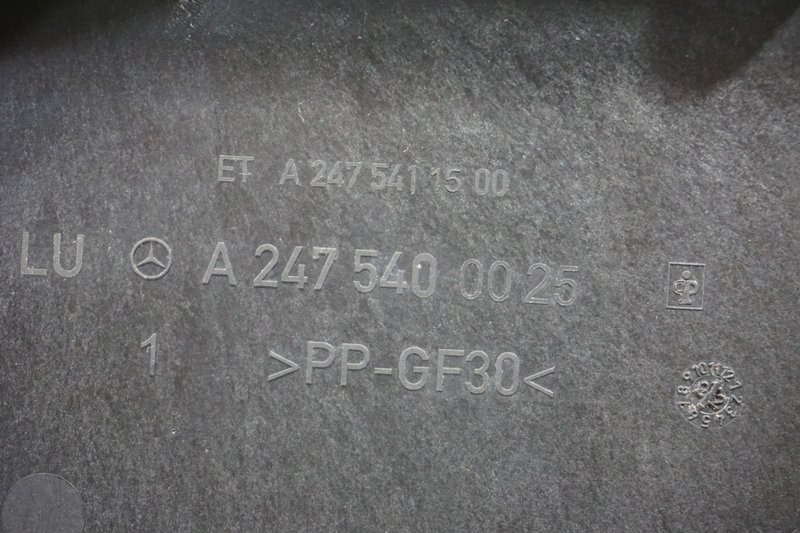 ET A 247 541 15 00
LU A 247 540 00 25
1 >PP-GF30<